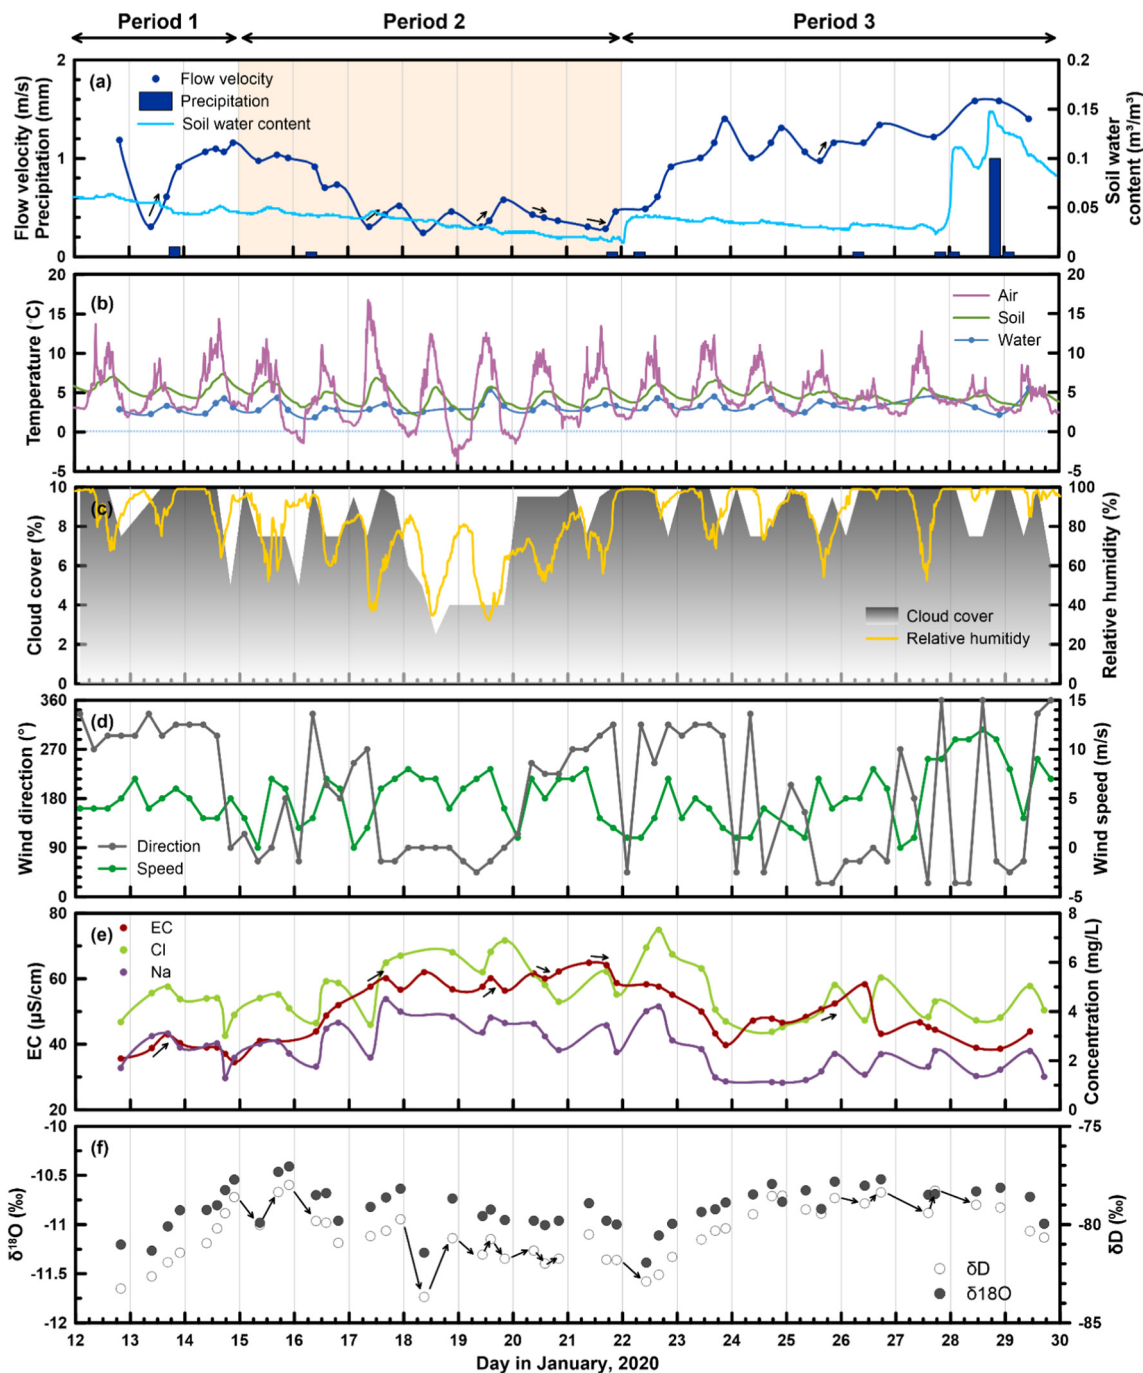 Period 1 Period 2 Period 3
(a)
Flow velocity (m/s)
Precipitation (mm)
2
1
0
Flow velocity
Precipitation
Soil water content
0.2
0.15
0.1
0.05
0
Soil water
content (m³/m³)
(b)
Temperature (°C)
20
15
10
5
0
-5
Air
Soil
Water
20
15
10
5
0
-5
(c)
Cloud cover (%)
10
8
6
4
2
0
Cloud cover
Relative humitidy
100
80
60
40
20
0
Relative humidity (%)
(d)
Wind direction (°)
360
270
180
90
0
Direction
Speed
15
10
5
0
-5
Wind speed (m/s)
(e)
EC (µS/cm)
80
60
40
20
EC
Cl
Na
8
6
4
2
0
Concentration (mg/L)
(f)
δ¹⁸O (‰)
-10
-10.5
-11
-11.5
-12
δD
δ18O
-75
-80
-85
δD (‰)
12 13 14 15 16 17 18 19 20 21 22 23 24 25 26 27 28 29 30
Day in January, 2020